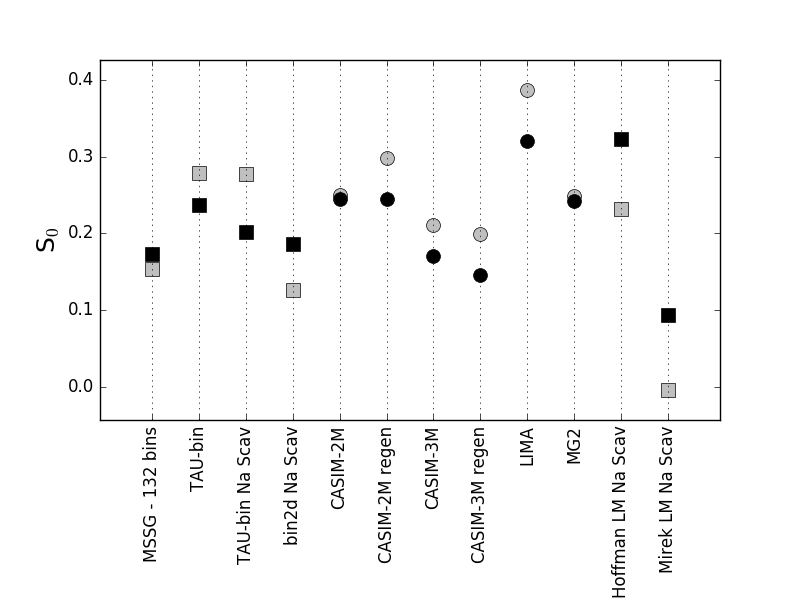 S0
0.4
0.3
0.2
0.1
0.0
MSSG - 132 bins
TAU-bin
TAU-bin Na Scav
bin2d Na Scav
CASIM-2M
CASIM-2M regen
CASIM-3M
CASIM-3M regen
LIMA
MG2
Hoffman LM Na Scav
Mirek LM Na Scav